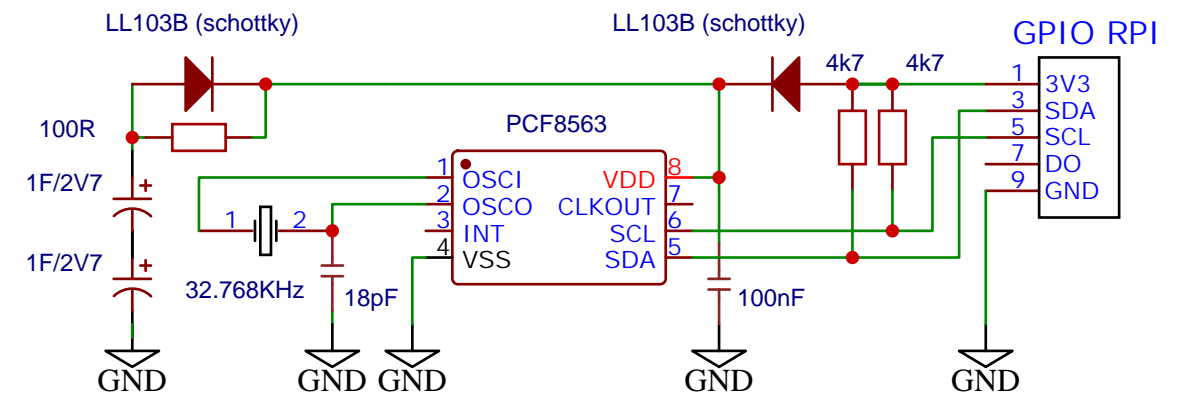 LL103B (schottky)
LL103B (schottky)
GPIO RPI
4k7
4k7
1
3V3
3
SDA
5
SCL
7
DO
9
GND
100R
PCF8563
1F/2V7
1
OSCI
VDD
8
2
OSCO
CLKOUT
7
3
INT
SCL
6
4
VSS
SDA
5
1
2
1F/2V7
32.768KHz
18pF
100nF
+
+
GND
GND
GND
GND
GND